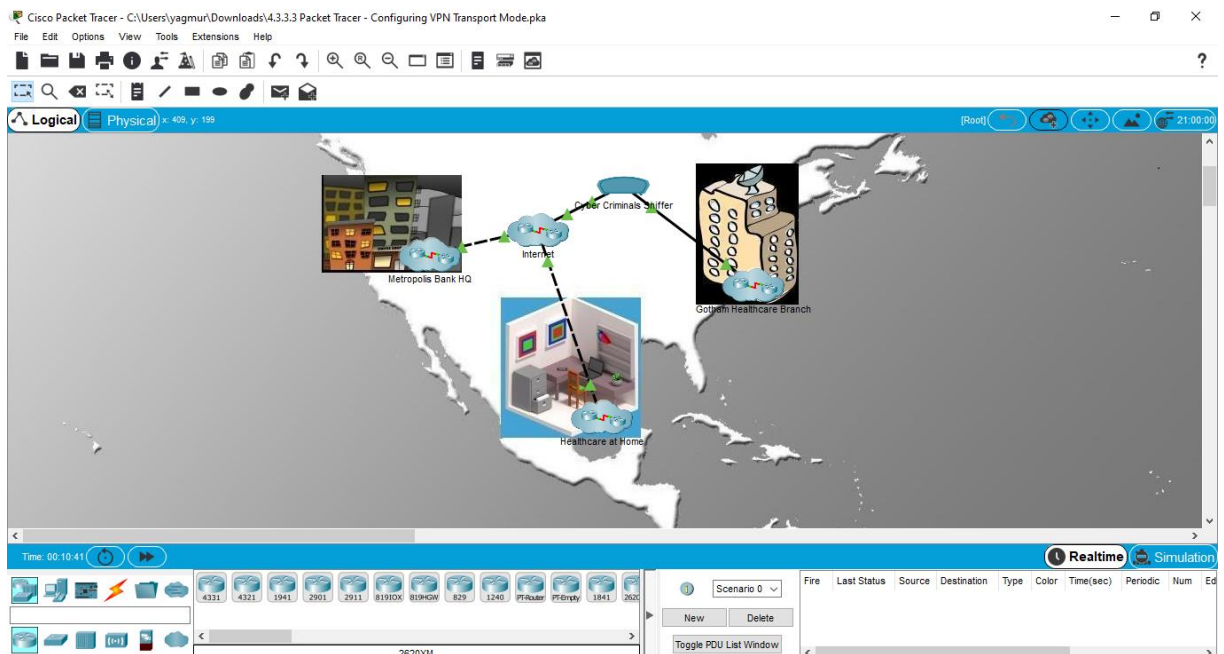 Cisco Packet Tracer - C:\Users\yagmur\Downloads\4.3.3.3 Packet Tracer - Configuring VPN Transport Mode.pka
File Edit Options View Tools Extensions Help
?
Logical Physical x: 409, y: 199 [Root] 21:00:00
Cyber Criminals Sniffer
Internet
Metropolis Bank HQ
Gotham Healthcare Branch
Healthcare at Home
Time: 00:10:41 Realtime Simulation
4331 4321 1941 2901 2911 819IOX 819HGW 829 1240 PT-Router PT-Empty 1841 262
Scenario 0
Fire Last Status Source Destination Type Color Time(sec) Periodic Num Ed
New Delete
Toggle PDU List Window
2620XM